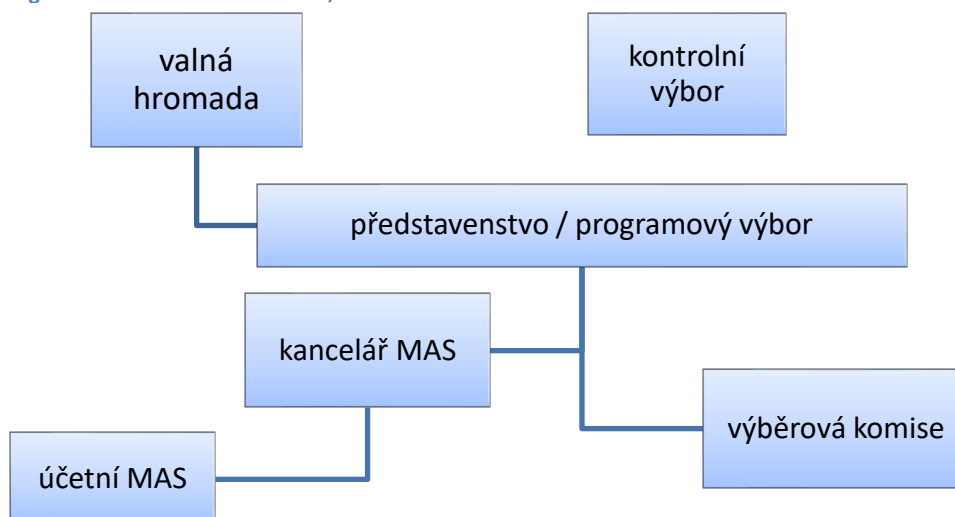 valná
hromada
kontrolní
výbor
představenstvo / programový výbor
kancelář MAS
výběrová komise
účetní MAS